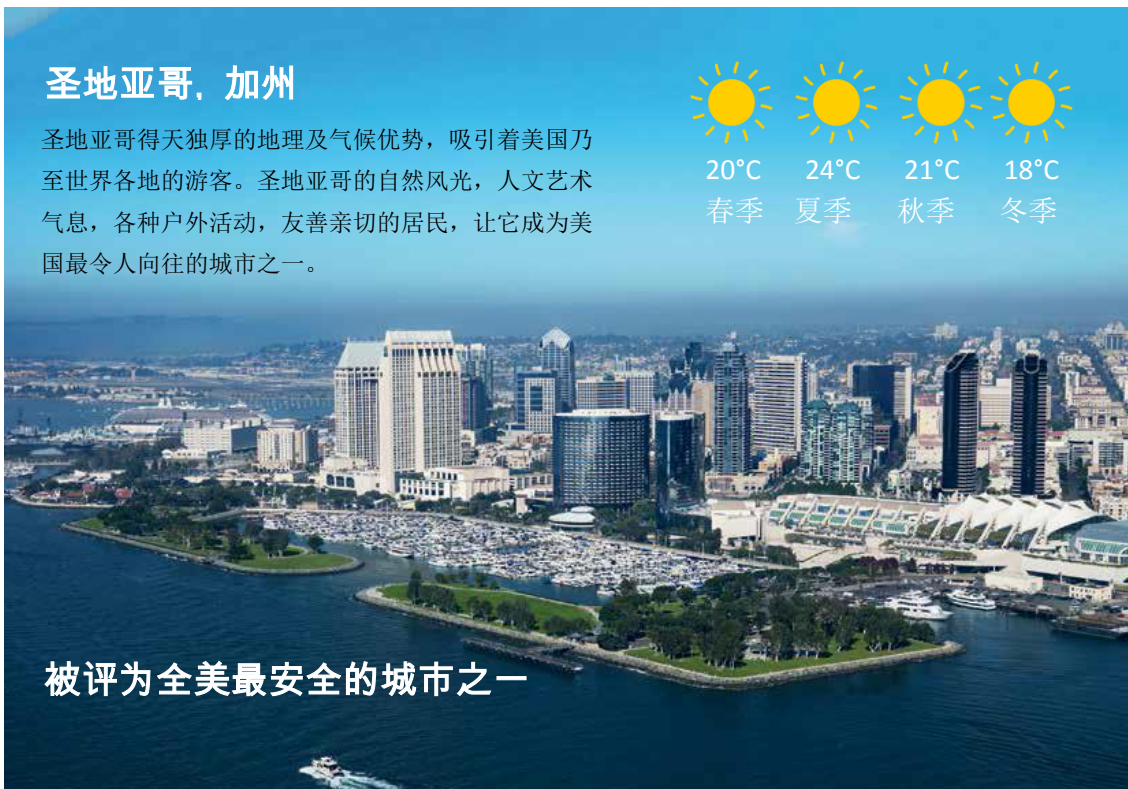 圣地亚哥，加州
圣地亚哥得天独厚的地理及气候优势，吸引着美国乃
至世界各地的游客。圣地亚哥的自然风光，人文艺术
气息，各种户外活动，友善亲切的居民，让它成为美
国最令人向往的城市之一。
20°C 24°C 21°C 18°C
春季 夏季 秋季 冬季
被评为全美最安全的城市之一